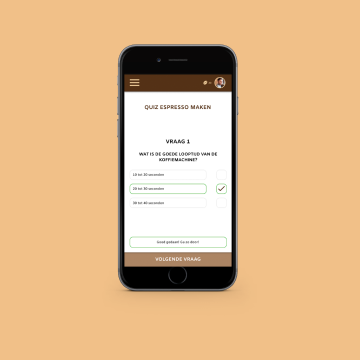 QUIZ ESPRESSO MAKEN
VRAAG 1
WAT IS DE GOEDE LOOPTIJD VAN DE
KOFFIEMACHINE?
10 tot 20 seconden
20 tot 30 seconden
30 tot 40 seconden
Goed gedaan! Ga zo door!
VOLGENDE VRAAG